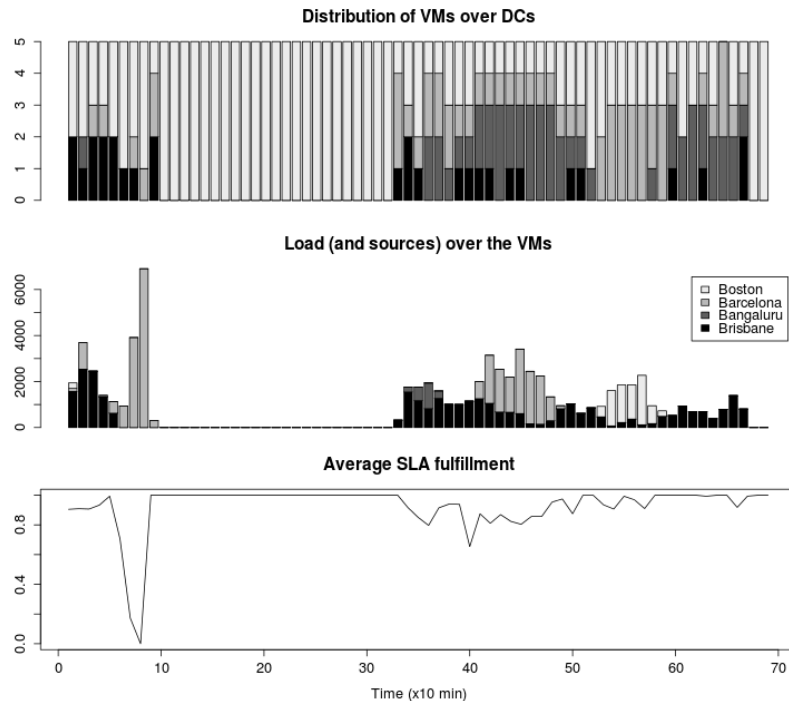 Distribution of VMs over DCs
5
4
3
2
1
0
Load (and sources) over the VMs
6000
4000
2000
0
Boston
Barcelona
Bangaluru
Brisbane
Average SLA fulfillment
0.8
0.4
0.0
0 10 20 30 40 50 60 70
Time (x10 min)